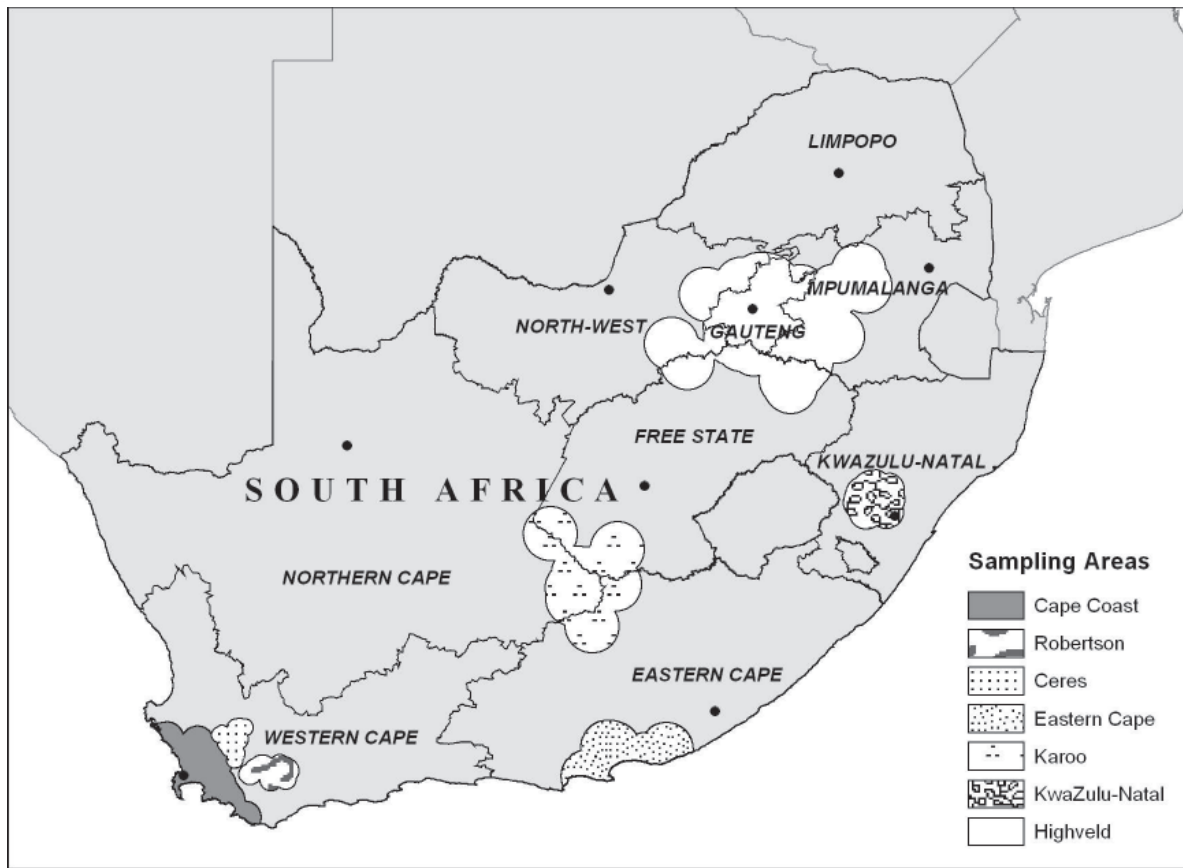 LIMPOPO
MPUMALANGA
NORTH-WEST
GAUTENG
FREE STATE
KWAZULU-NATAL
SOUTH AFRICA
NORTHERN CAPE
EASTERN CAPE
WESTERN CAPE
Sampling Areas
Cape Coast
Robertson
Ceres
Eastern Cape
Karoo
KwaZulu-Natal
Highveld